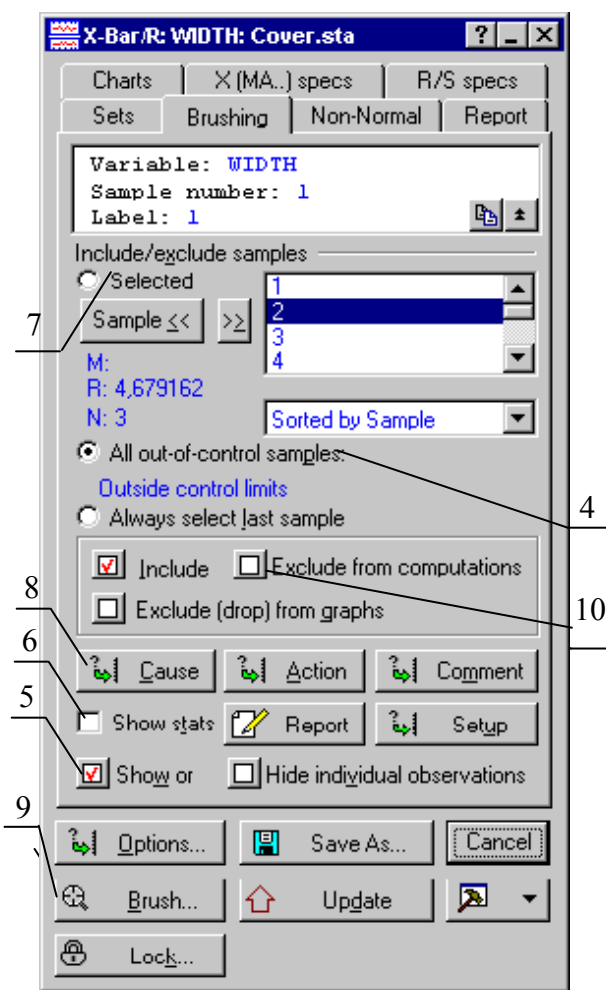 X-Bar/R: WIDTH: Cover.sta
Charts X (MA..) specs R/S specs
Sets Brushing Non-Normal Report
Variable: WIDTH
Sample number: 1
Label: 1
Include/exclude samples
Selected
1
2
3
4
Sample << >>
7
M:
R: 4,679162
N: 3
Sorted by Sample
All out-of-control samples:
Outside control limits
4
Always select last sample
Include Exclude from computations
Exclude (drop) from graphs
10
8
Cause Action Comment
6
Show stats Report Setup
5
Show or Hide individual observations
9
Options... Save As... Cancel
Brush... Update
Lock...